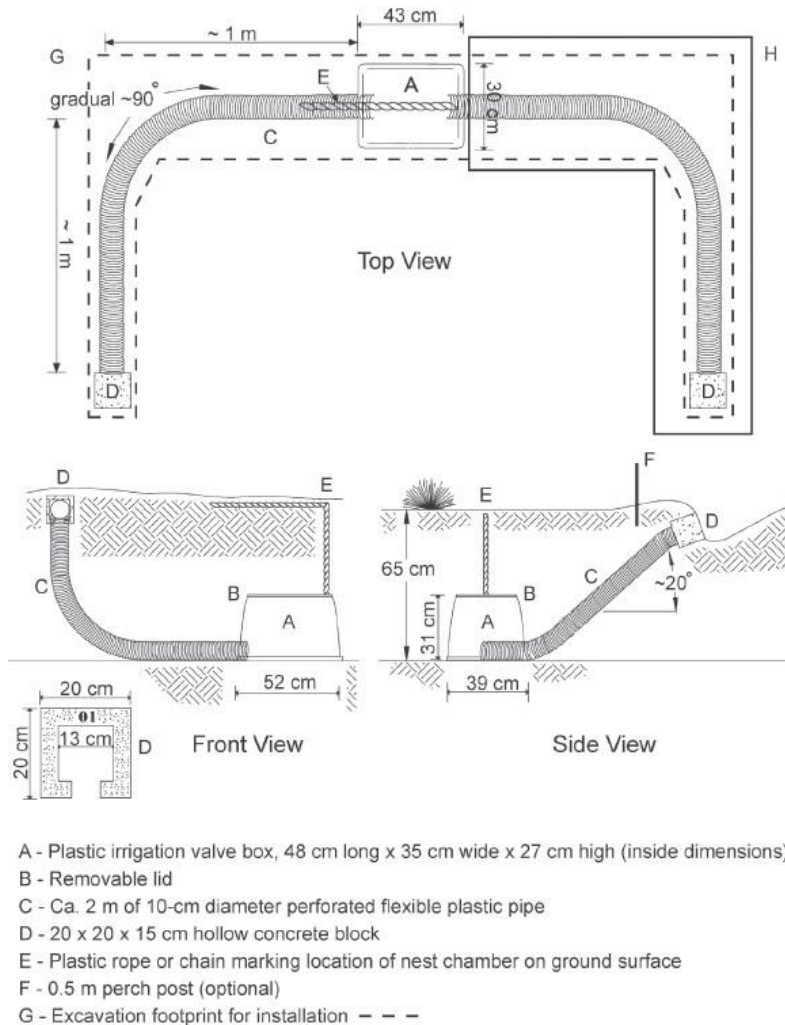 43 cm
~ 1 m
G
H
E
A
gradual ~90°
30 cm
C
~ 1 m
Top View
D
D
D
E
F
E
D
65 cm
C
B
A
31 cm
A
B
C
~20°
52 cm
39 cm
20 cm
01
13 cm
D
20 cm
Front View
Side View
A - Plastic irrigation valve box, 48 cm long x 35 cm wide x 27 cm high (inside dimensions)
B - Removable lid
C - Ca. 2 m of 10-cm diameter perforated flexible plastic pipe
D - 20 x 20 x 15 cm hollow concrete block
E - Plastic rope or chain marking location of nest chamber on ground surface
F - 0.5 m perch post (optional)
G - Excavation footprint for installation